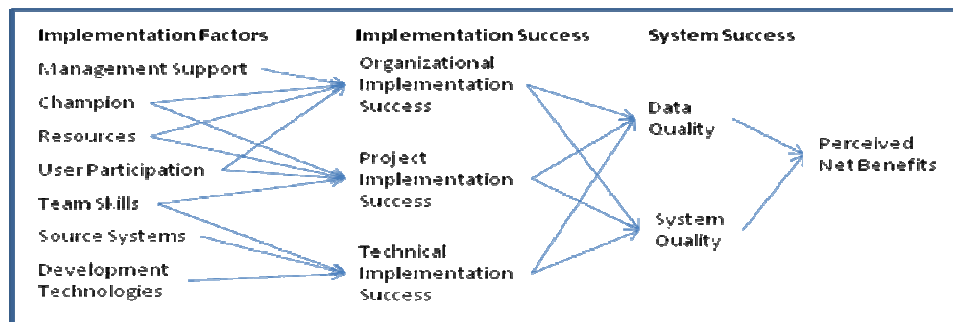 Implementation Factors
Implementation Success
System Success
Management Support
Champion
Resources
User Participation
Team Skills
Source Systems
Development
Technologies
Organizational
Implementation
Success
Project
Implementation
Success
Technical
Implementation
Success
Data
Quality
System
Quality
Perceived
Net Benefits